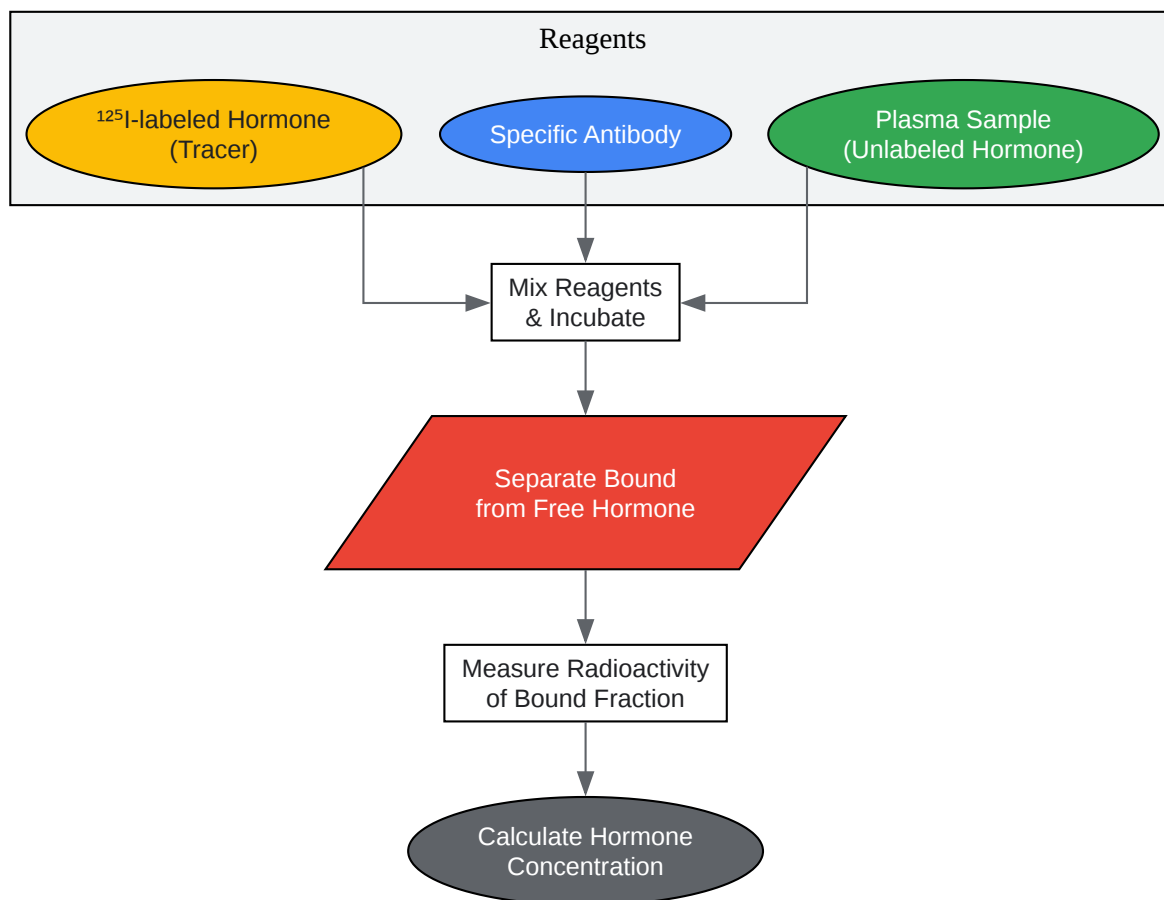 Reagents
¹²⁵I-labeled Hormone
(Tracer)
Specific Antibody
Plasma Sample
(Unlabeled Hormone)
Mix Reagents
& Incubate
Separate Bound
from Free Hormone
Measure Radioactivity
of Bound Fraction
Calculate Hormone
Concentration